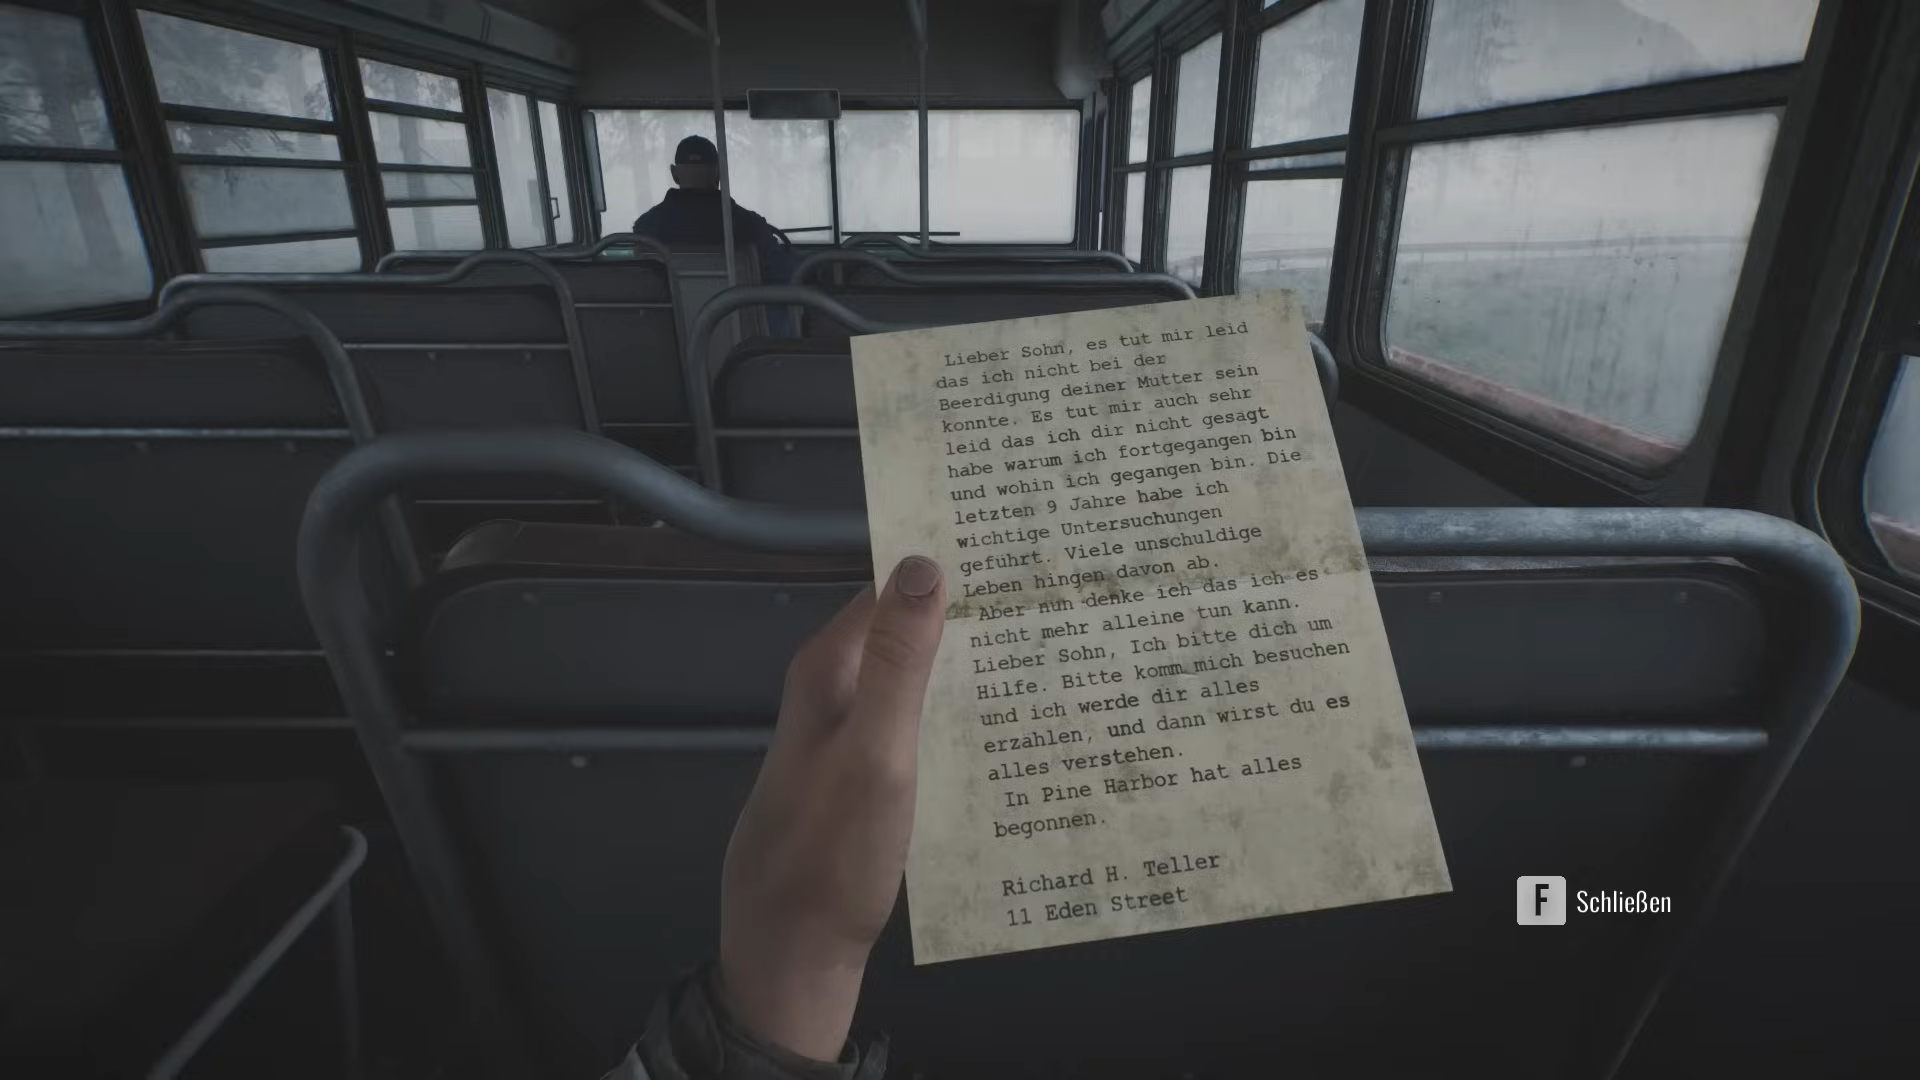 Lieber Sohn, es tut mir leid
das ich nicht bei der
Beerdigung deiner Mutter sein
konnte. Es tut mir auch sehr
leid das ich dir nicht gesagt
habe warum ich fortgegangen bin
und wohin ich gegangen bin. Die
letzten 9 Jahre habe ich
wichtige Untersuchungen
geführt. Viele unschuldige
Leben hingen davon ab.
Aber nun denke ich das ich es
nicht mehr alleine tun kann.
Lieber Sohn, Ich bitte dich um
Hilfe. Bitte komm mich besuchen
und ich werde dir alles
erzählen, und dann wirst du es
alles verstehen.
In Pine Harbor hat alles
begonnen.
Richard H. Teller
11 Eden Street
F Schließen